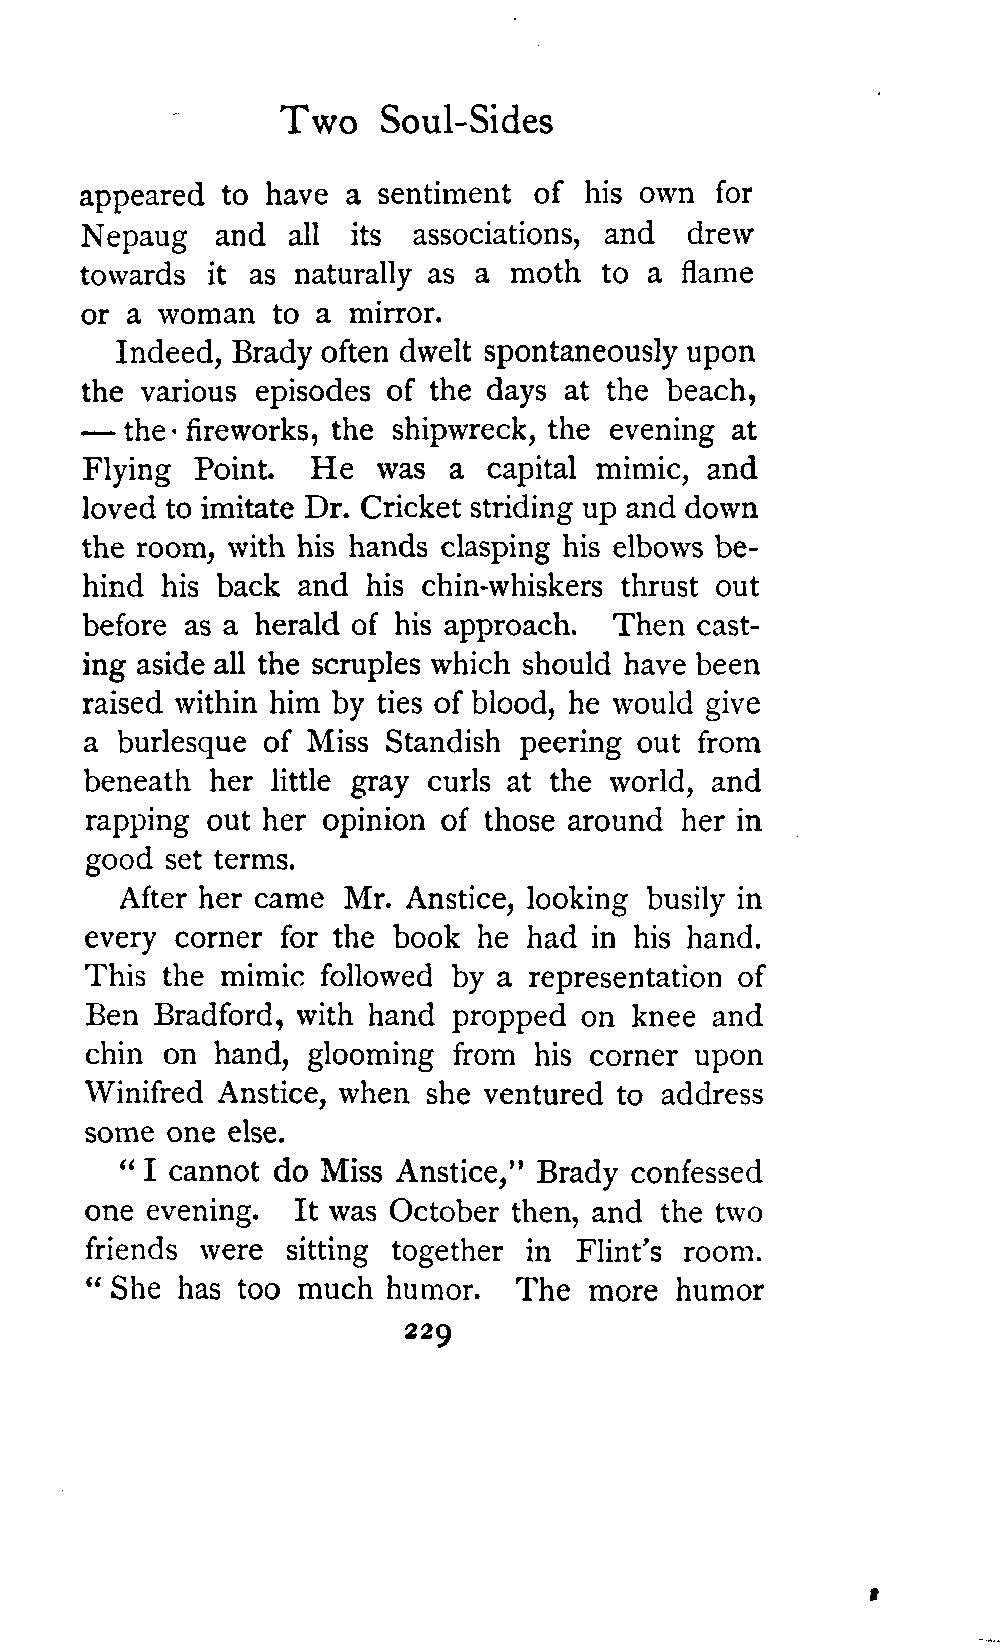 Two Soul-Sides
appeared to have a sentiment of his own for
Nepaug and all its associations, and drew
towards it as naturally as a moth to a flame
or a woman to a mirror.
Indeed, Brady often dwelt spontaneously upon
the various episodes of the days at the beach,
— the fireworks, the shipwreck, the evening at
Flying Point. He was a capital mimic, and
loved to imitate Dr. Cricket striding up and down
the room, with his hands clasping his elbows be-
hind his back and his chin-whiskers thrust out
before as a herald of his approach. Then cast-
ing aside all the scruples which should have been
raised within him by ties of blood, he would give
a burlesque of Miss Standish peering out from
beneath her little gray curls at the world, and
rapping out her opinion of those around her in
good set terms.
After her came Mr. Anstice, looking busily in
every corner for the book he had in his hand.
This the mimic followed by a representation of
Ben Bradford, with hand propped on knee and
chin on hand, glooming from his corner upon
Winifred Anstice, when she ventured to address
some one else.
“I cannot do Miss Anstice,” Brady confessed
one evening. It was October then, and the two
friends were sitting together in Flint's room.
“She has too much humor. The more humor
229